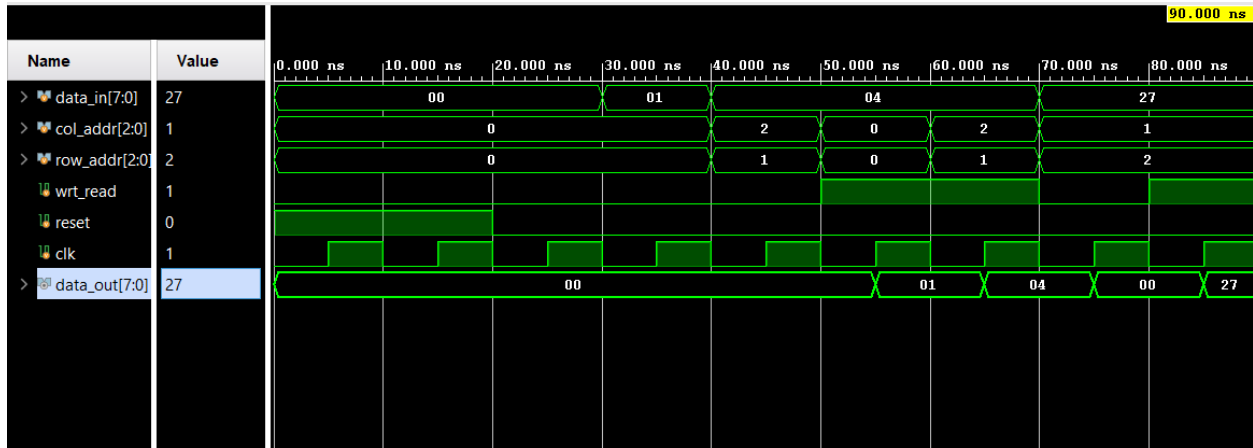 90.000 ns
Name Value
0.000 ns 10.000 ns 20.000 ns 30.000 ns 40.000 ns 50.000 ns 60.000 ns 70.000 ns 80.000 ns
data_in[7:0] 27 00 01 04 27
col_addr[2:0] 1 0 2 0 2 1
row_addr[2:0] 2 0 1 0 1 2
wrt_read 1
reset 0
clk 1
data_out[7:0] 27 00 01 04 00 27